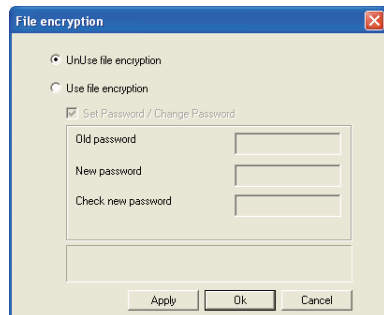 File encryption
UnUse file encryption
Use file encryption
Set Password / Change Password
Old password
New password
Check new password
Apply Ok Cancel